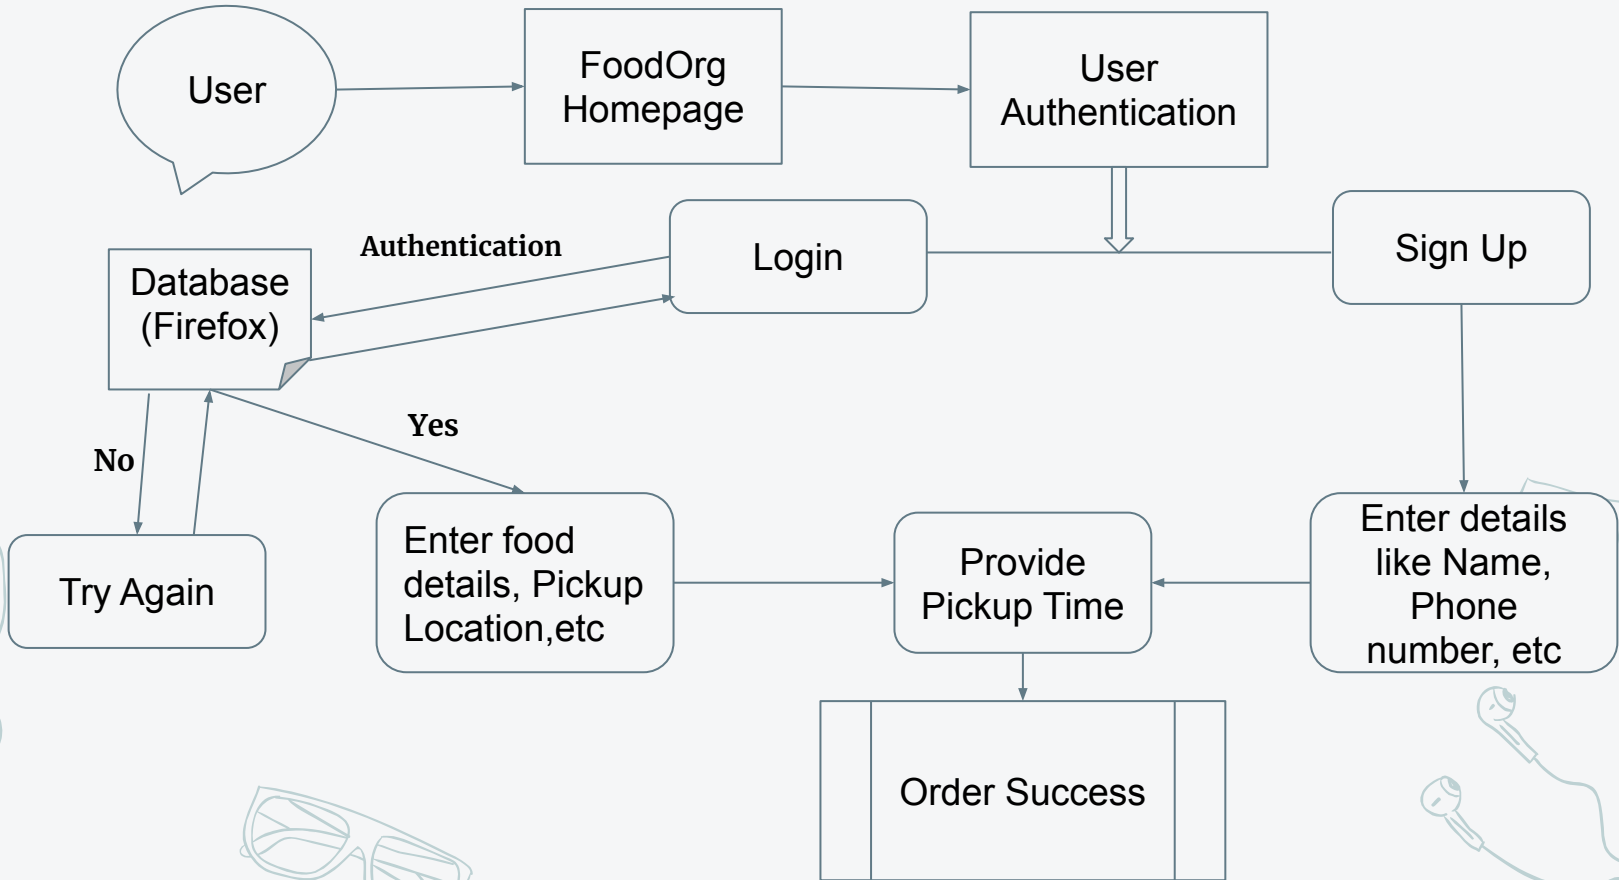 User
FoodOrg
Homepage
User
Authentication
Authentication
Login
Sign Up
Database
(Firefox)
No
Yes
Try Again
Enter food
details, Pickup
Location,etc
Provide
Pickup Time
Enter details
like Name,
Phone
number, etc
Order Success